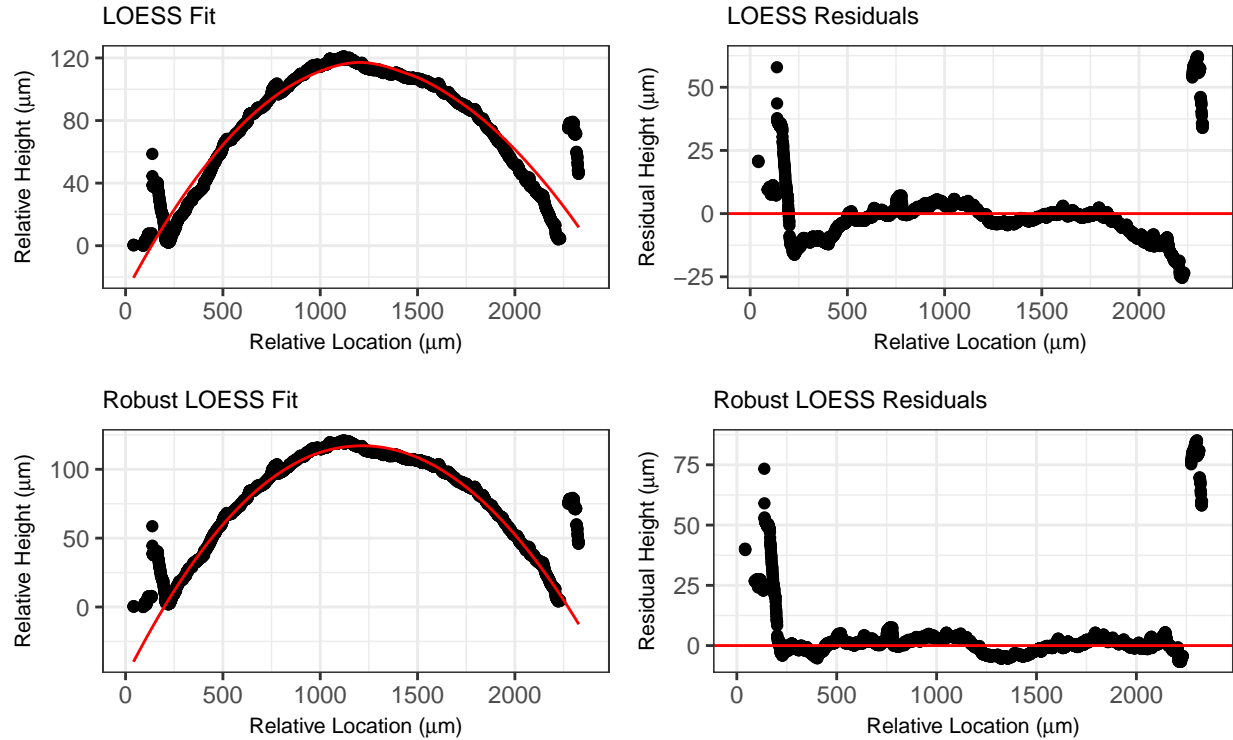 LOESS Fit
Relative Height (μm)
120
80
40
0
0 500 1000 1500 2000
Relative Location (μm)
LOESS Residuals
Residual Height (μm)
50
25
0
−25
0 500 1000 1500 2000
Relative Location (μm)
Robust LOESS Fit
Relative Height (μm)
100
50
0
0 500 1000 1500 2000
Relative Location (μm)
Robust LOESS Residuals
Residual Height (μm)
75
50
25
0
0 500 1000 1500 2000
Relative Location (μm)